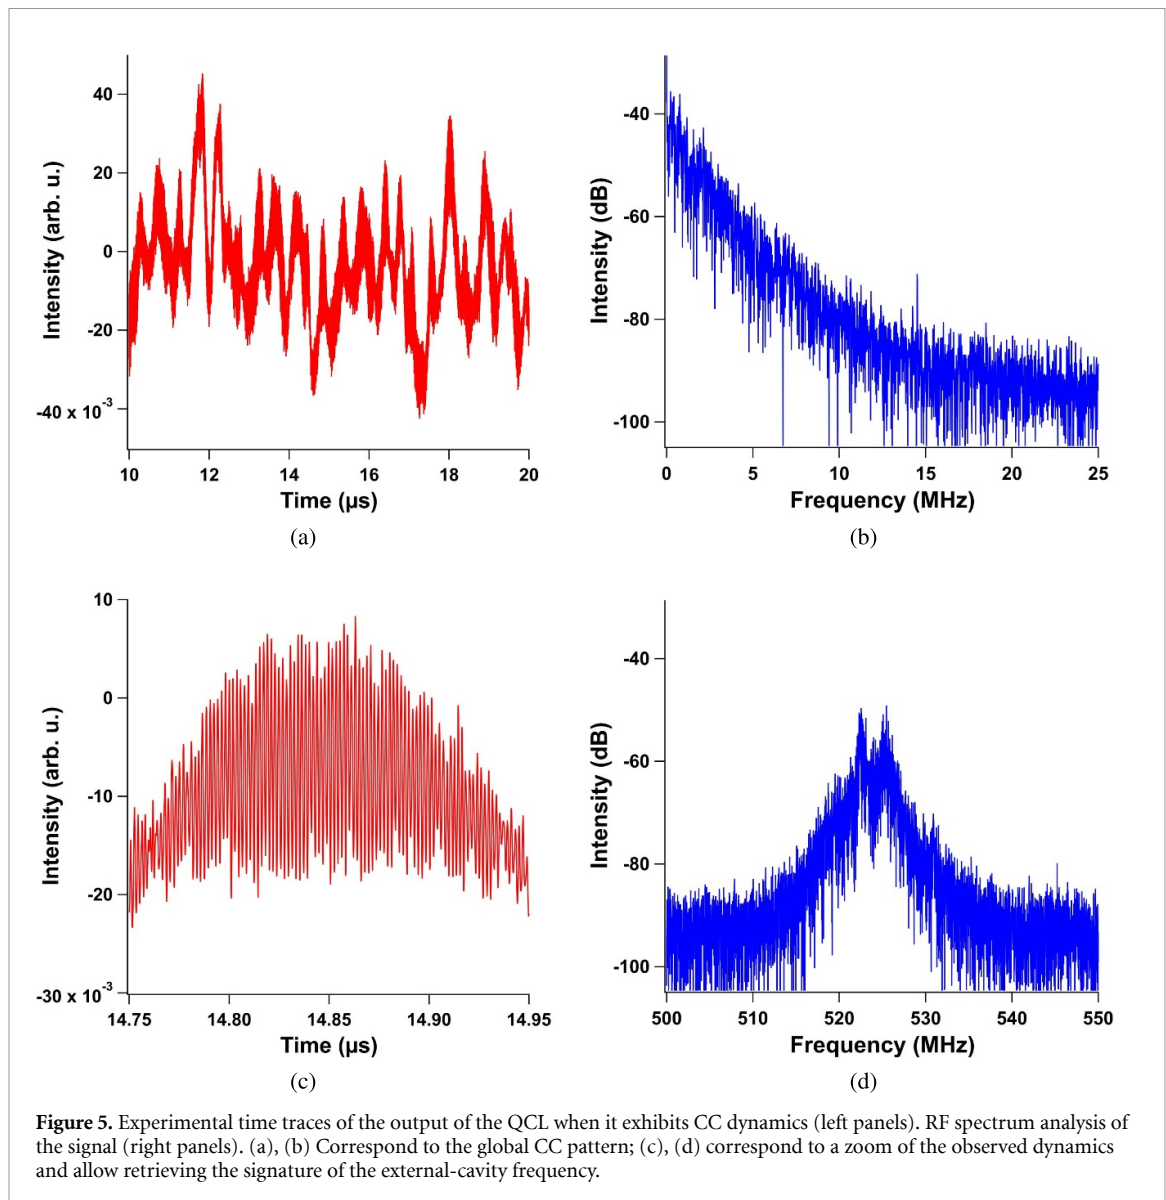 40
20
0
-20
-40 x 10-3
Intensity (arb. u.)
10 12 14 16 18 20
Time (µs)
(a)
-40
-60
-80
-100
Intensity (dB)
0 5 10 15 20 25
Frequency (MHz)
(b)
10
0
-10
-20
-30 x 10-3
Intensity (arb. u.)
14.75 14.80 14.85 14.90 14.95
Time (µs)
(c)
-40
-60
-80
-100
Intensity (dB)
500 510 520 530 540 550
Frequency (MHz)
(d)
Figure 5. Experimental time traces of the output of the QCL when it exhibits CC dynamics (left panels). RF spectrum analysis of
the signal (right panels). (a), (b) Correspond to the global CC pattern; (c), (d) correspond to a zoom of the observed dynamics
and allow retrieving the signature of the external-cavity frequency.